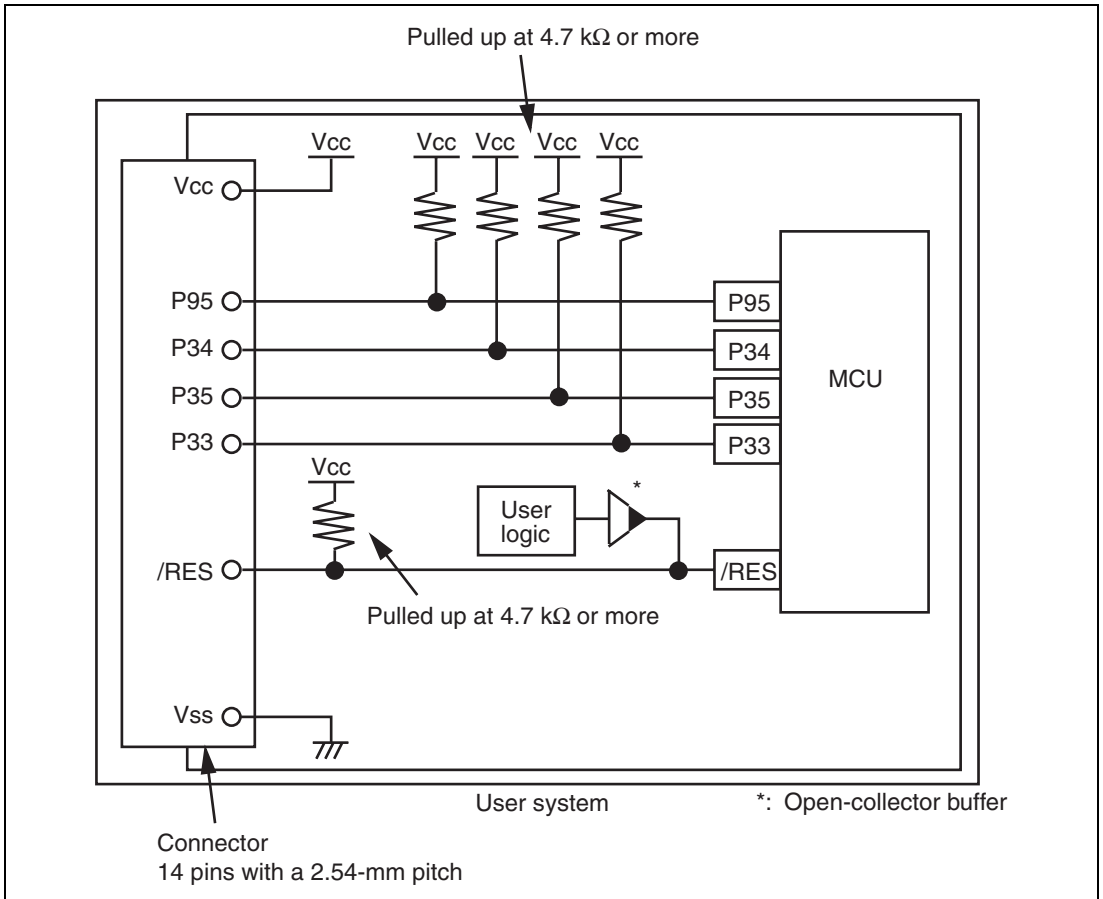 Pulled up at 4.7 kΩ or more
Vcc
Vcc Vcc Vcc Vcc
Vcc
P95
P95
P34
P34
MCU
P35
P35
P33
P33
Vcc
*
User
logic
/RES
/RES
Pulled up at 4.7 kΩ or more
Vss
User system
*: Open-collector buffer
Connector
14 pins with a 2.54-mm pitch